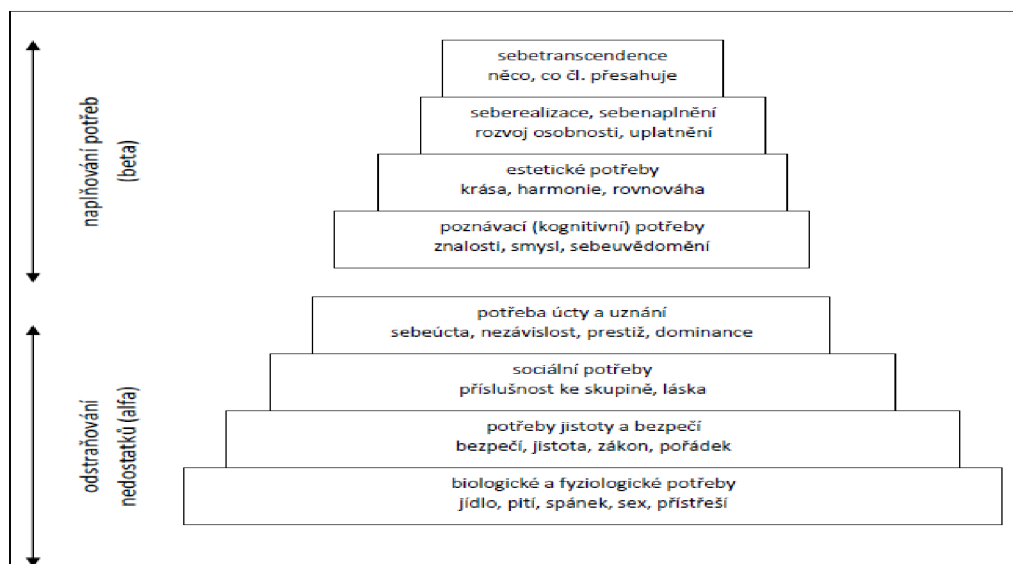 naplňování potřeb
(beta)
sebetranscendence
něco, co čl. přesahuje
seberealizace, sebenaplnění
rozvoj osobnosti, uplatnění
estetické potřeby
krása, harmonie, rovnováha
poznávací (kognitivní) potřeby
znalosti, smysl, sebeuvědomění
odstraňování
nedostatků (alfa)
potřeba úcty a uznání
sebeúcta, nezávislost, prestiž, dominance
sociální potřeby
příslušnost ke skupině, láska
potřeby jistoty a bezpečí
bezpečí, jistota, zákon, pořádek
biologické a fyziologické potřeby
jídlo, pití, spánek, sex, přístřeší